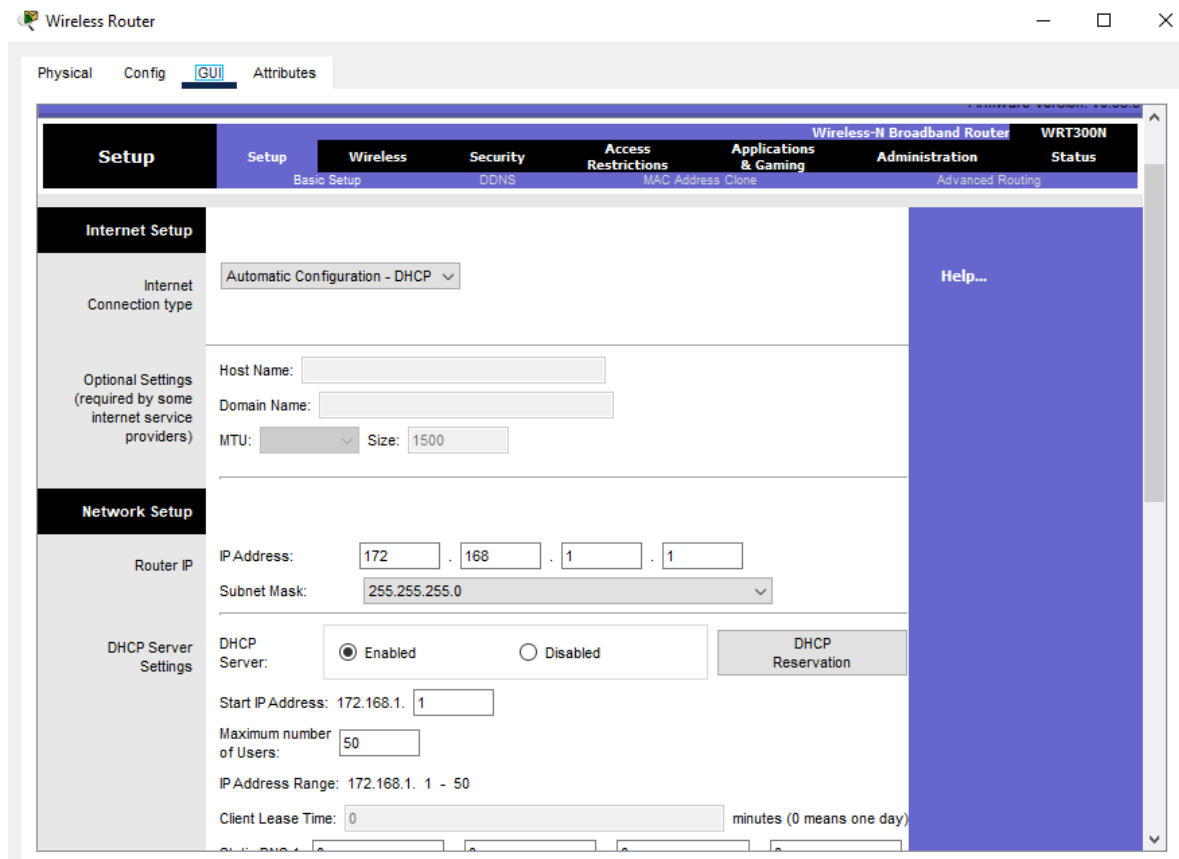 Wireless Router
Physical Config GUI Attributes
Wireless-N Broadband Router WRT300N
Setup
Setup Wireless Security Access Restrictions Applications & Gaming Administration Status
Basic Setup DDNS MAC Address Clone Advanced Routing
Internet Setup
Internet
Connection type
Automatic Configuration - DHCP
Help...
Optional Settings
(required by some
internet service
providers)
Host Name:
Domain Name:
MTU: Size: 1500
Network Setup
Router IP
IP Address: 172 . 168 . 1 . 1
Subnet Mask: 255.255.255.0
DHCP Server
Settings
DHCP
Server:
Enabled Disabled
DHCP
Reservation
Start IP Address: 172.168.1. 1
Maximum number
of Users:
50
IP Address Range: 172.168.1. 1 - 50
Client Lease Time: 0 minutes (0 means one day)